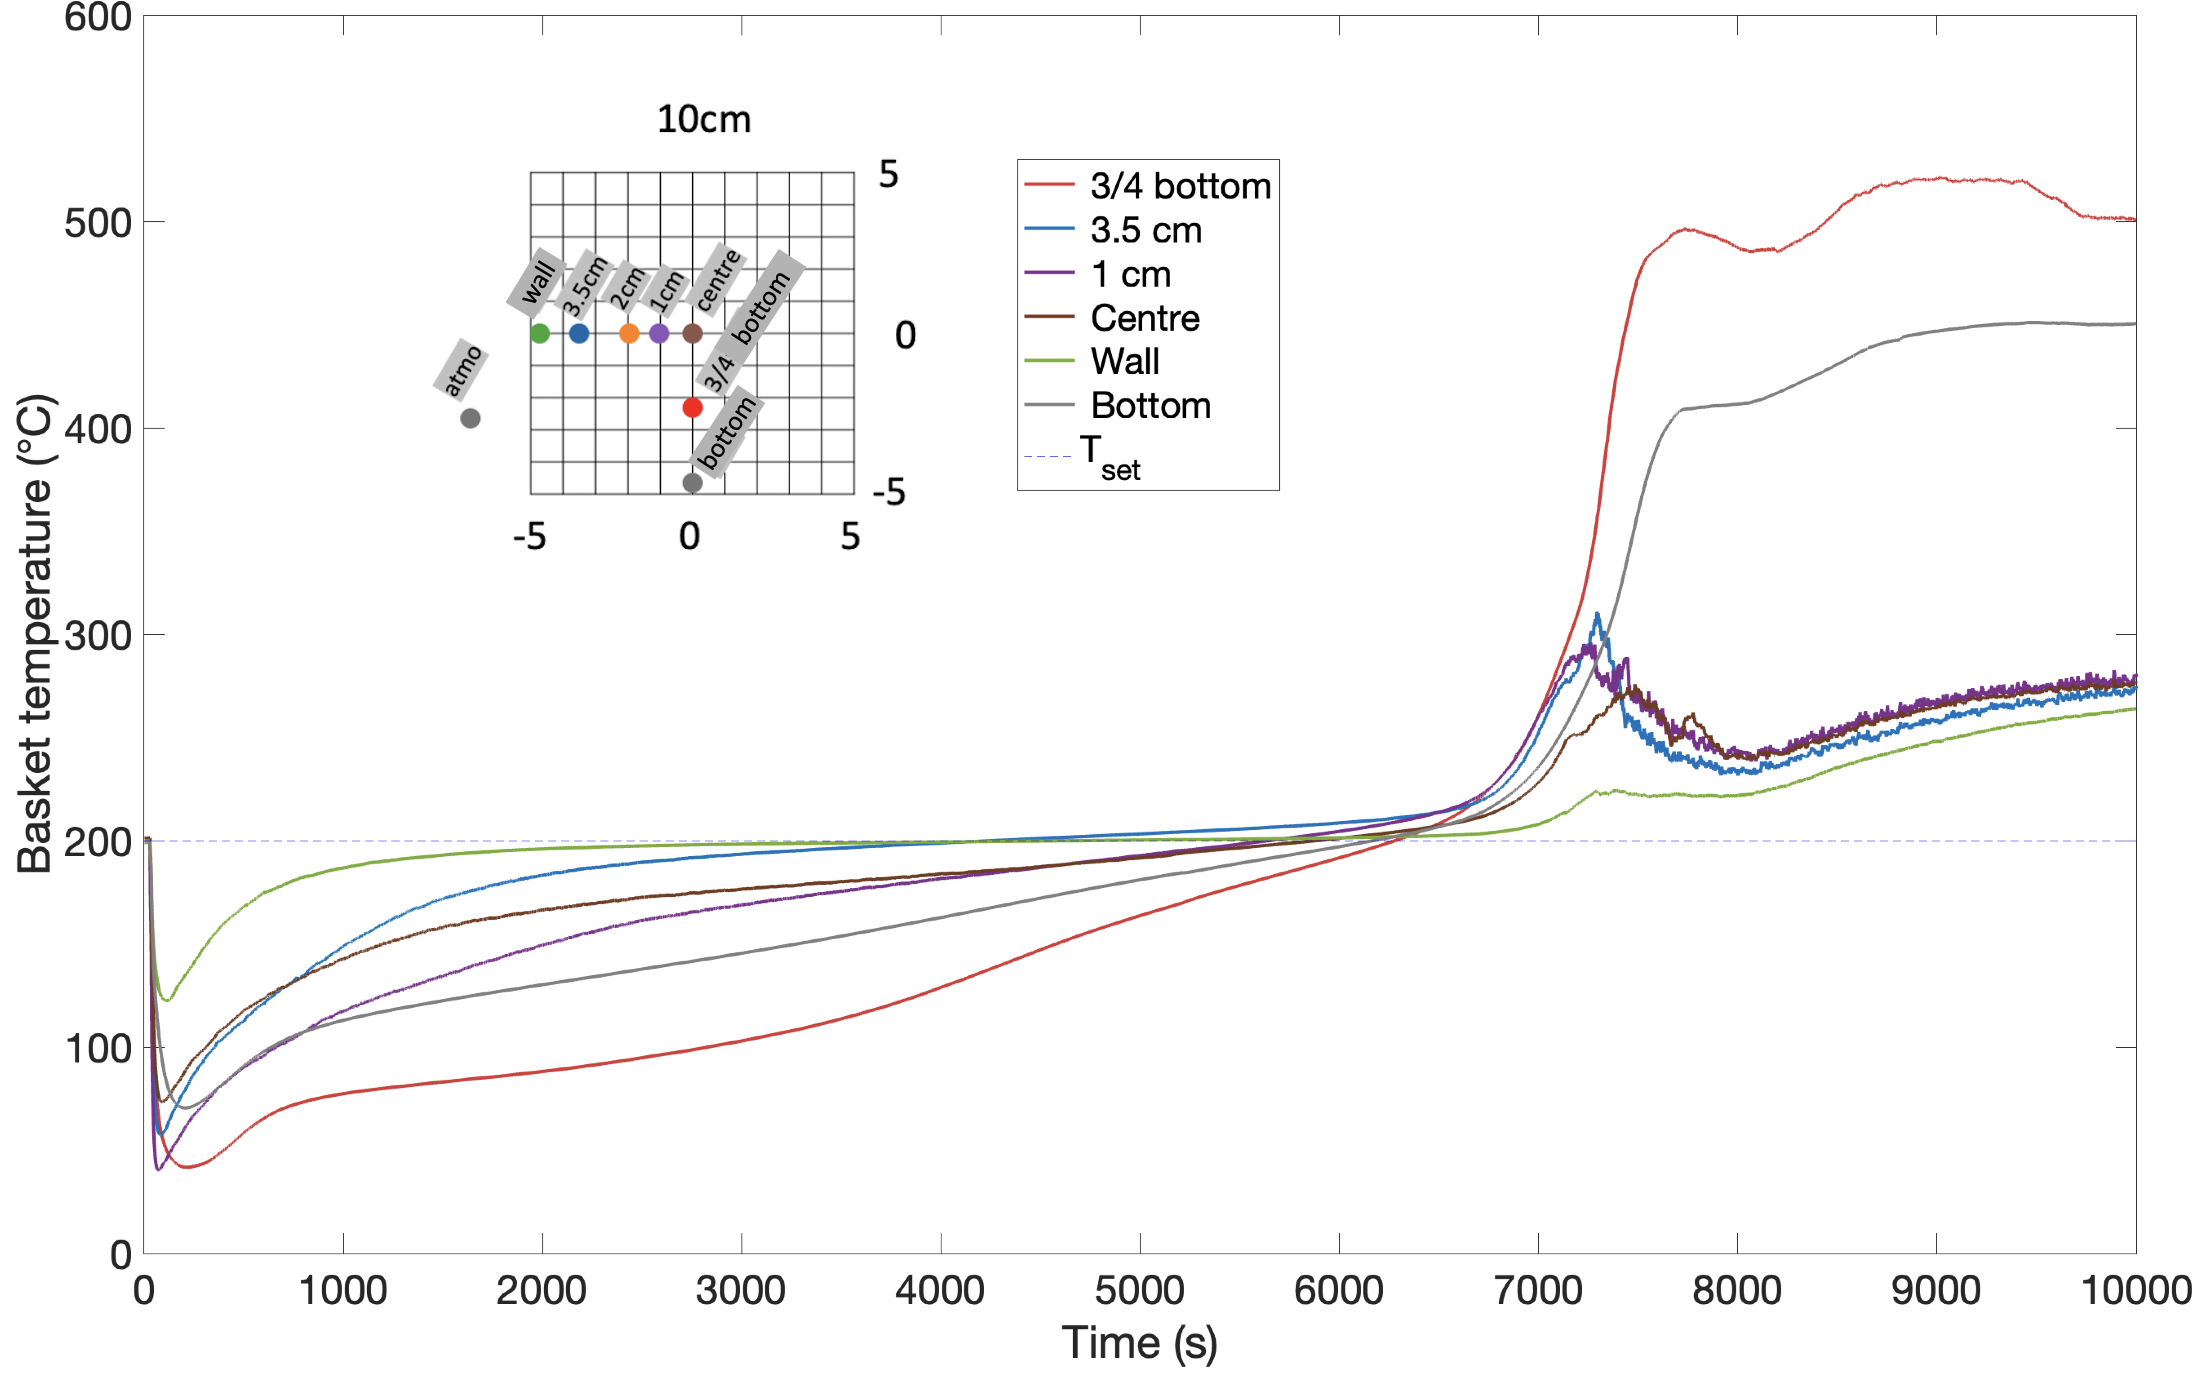 600
500
400
300
200
100
0
Basket temperature (°C)
10cm
5
0
-5
wall
3.5cm
2cm
1cm
centre
3/4 bottom
bottom
atmo
-5
0
5
3/4 bottom
3.5 cm
1 cm
Centre
Wall
Bottom
Tset
0
1000
2000
3000
4000
5000
6000
7000
8000
9000
10000
Time (s)